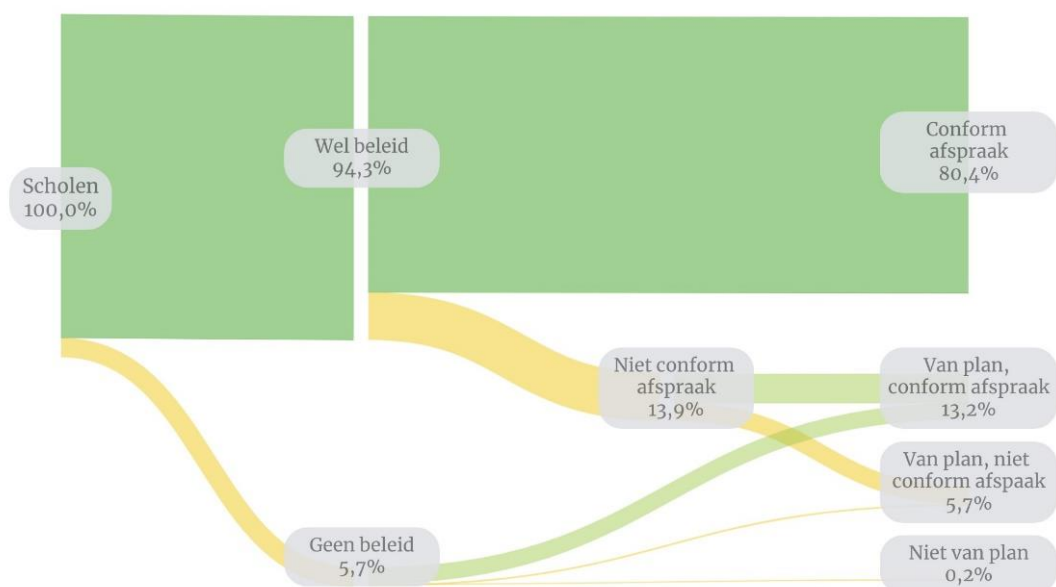 Scholen
100,0%
Wel beleid
94,3%
Conform
afspraak
80,4%
Niet conform
afspraak
13,9%
Van plan,
conform afspraak
13,2%
Van plan, niet
conform afspaak
5,7%
Geen beleid
5,7%
Niet van plan
0,2%